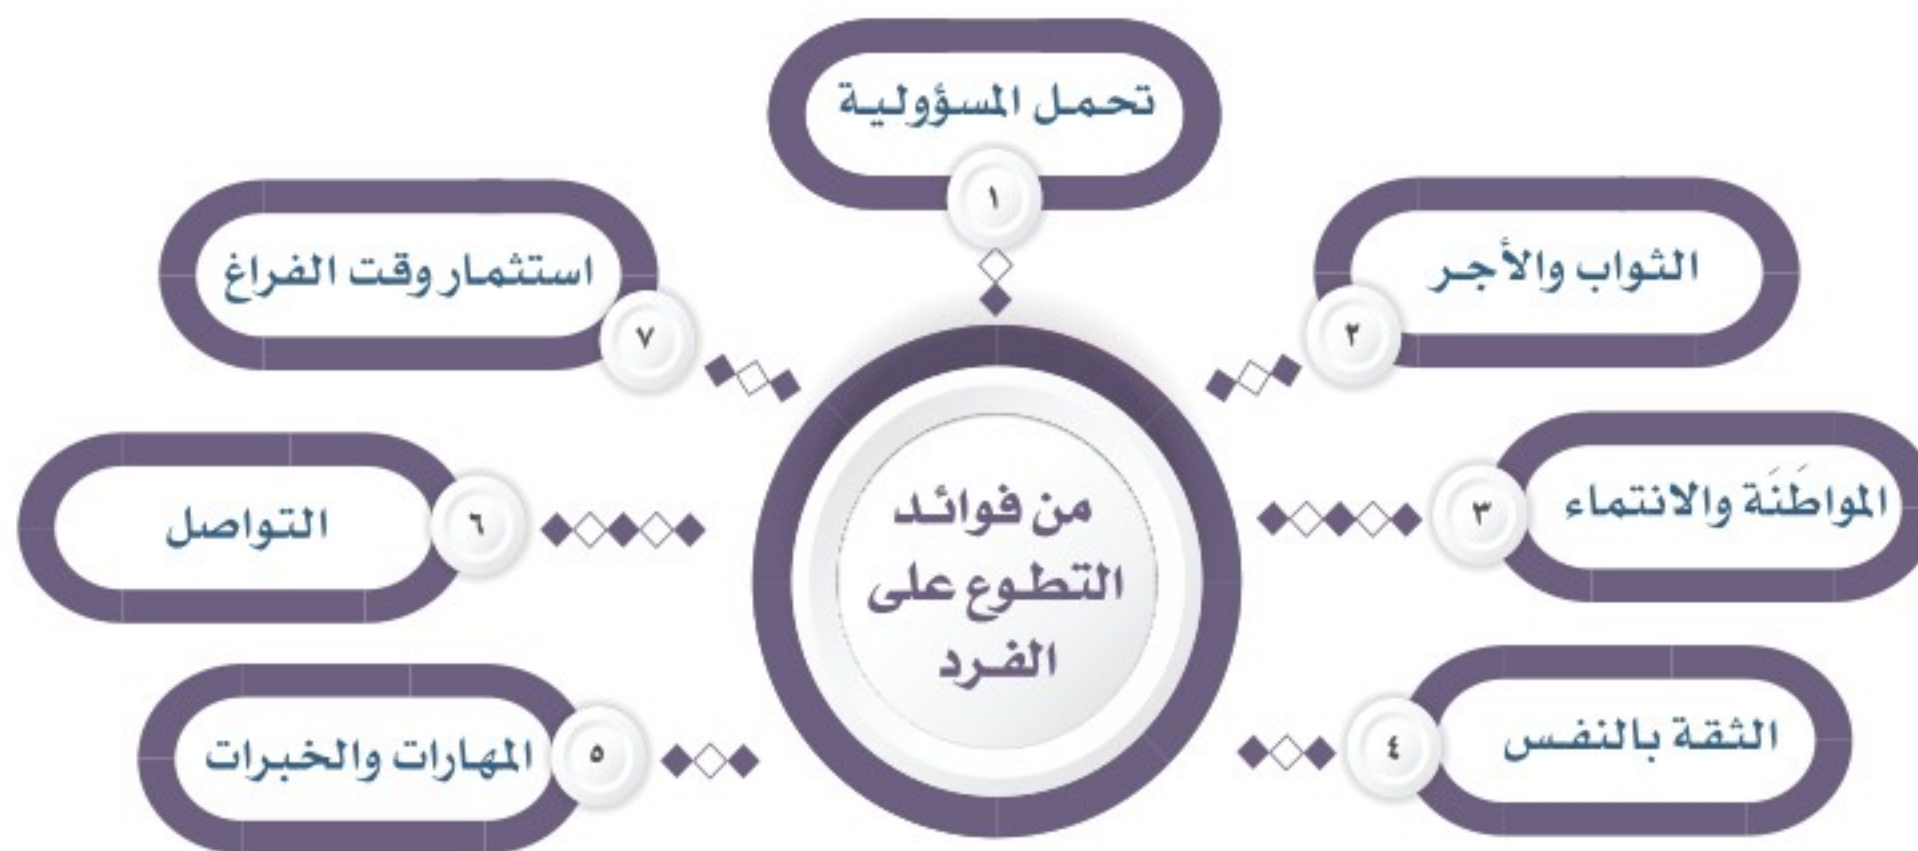 من فوائد
التطوع على
الفرد
تحمل المسؤولية
١
الثواب والأجر
٢
المواطَنَة والانتماء
٣
الثقة بالنفس
٤
المهارات والخبرات
٥
التواصل
٦
استثمار وقت الفراغ
٧